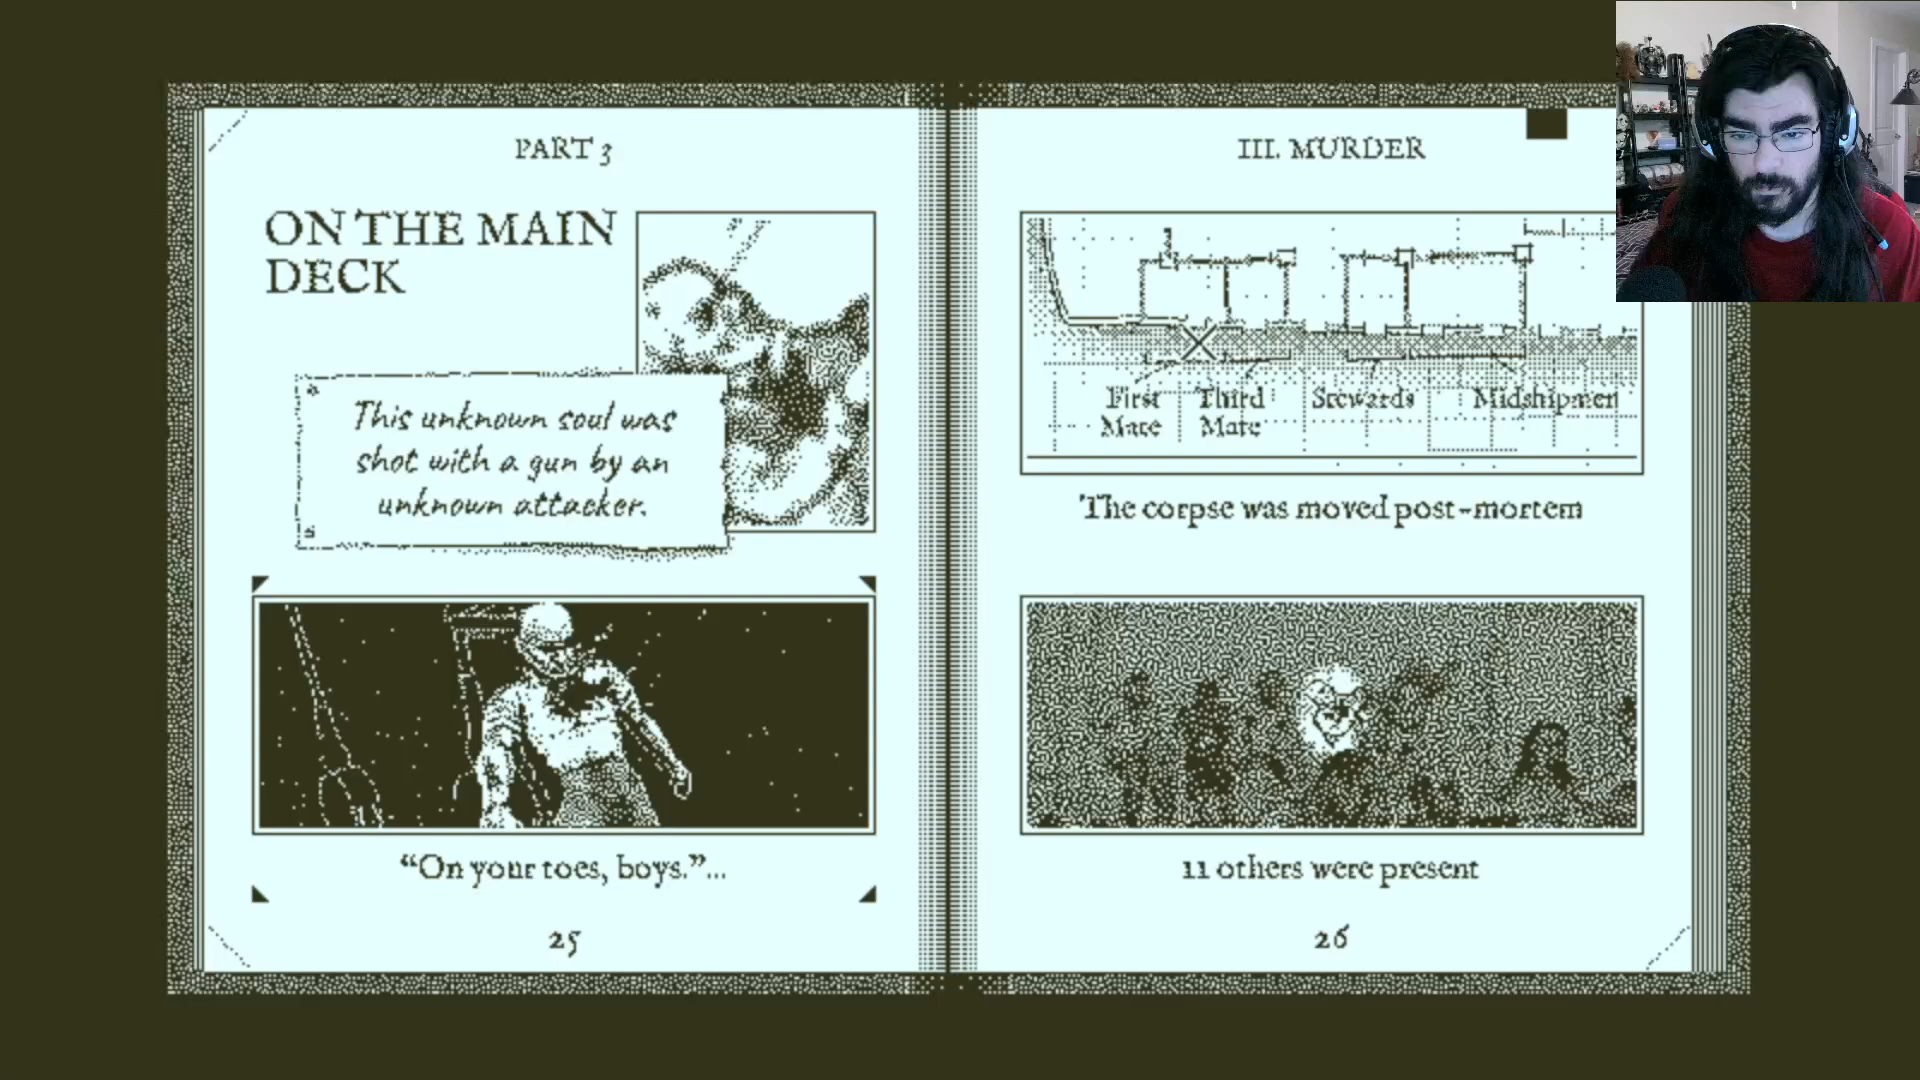 PART 3
ON THE MAIN
DECK
This unknown soul was
shot with a gun by an
unknown attacker.
"On your toes, boys."...
25
III. MURDER
First
Mate
Third
Mate
Stewards
Midshipmen
The corpse was moved post-mortem
11 others were present
26